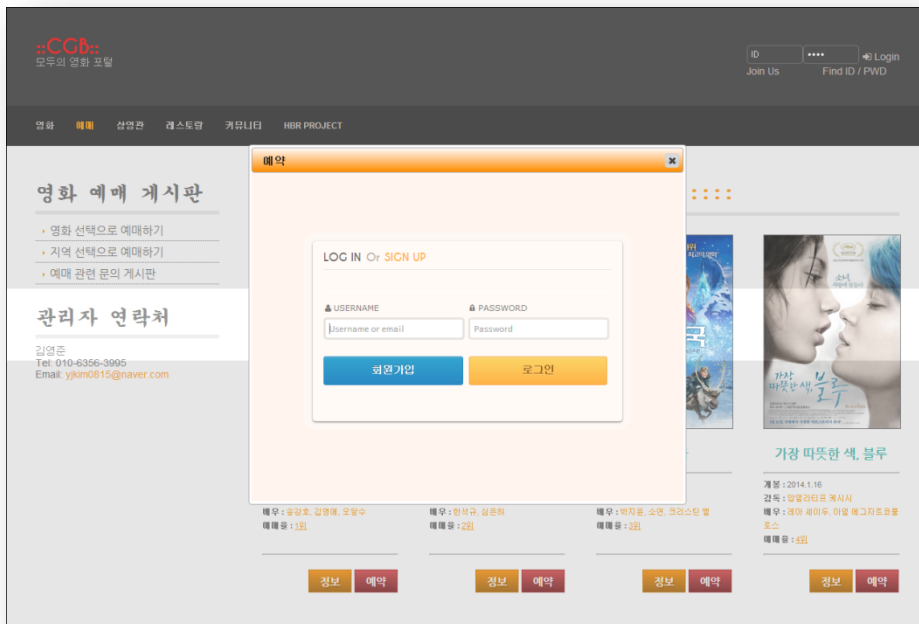 ::CGB::
모두의 영화 포털
ID
•••• Login
Join Us Find ID / PWD
영화 예매 상영관 레스토랑 커뮤니티 HBR PROJECT
예약
영화 예매 게시판
영화 선택으로 예매하기
지역 선택으로 예매하기
예매 관련 문의 게시판
관리자 연락처
김영준
Tel: 010-6356-3995
Email: yjkim0815@naver.com
::::
LOG IN Or SIGN UP
USERNAME PASSWORD
Username or email Password
회원가입 로그인
국
가장
따뜻한 색, 블루
가장 따뜻한 색, 블루
개봉 : 2014.1.16
감독 : 압델라티프 케시시
배우 : 레아 세이두, 아델 에그자르코풀로스
예매율 : 4위
배우 : 송강호, 김영애, 오달수
예매율 : 1위
배우 : 한석규, 심은하
예매율 : 2위
배우 : 박지윤, 소연, 크리스틴 벨
예매율 : 3위
정보 예약 정보 예약 정보 예약 정보 예약